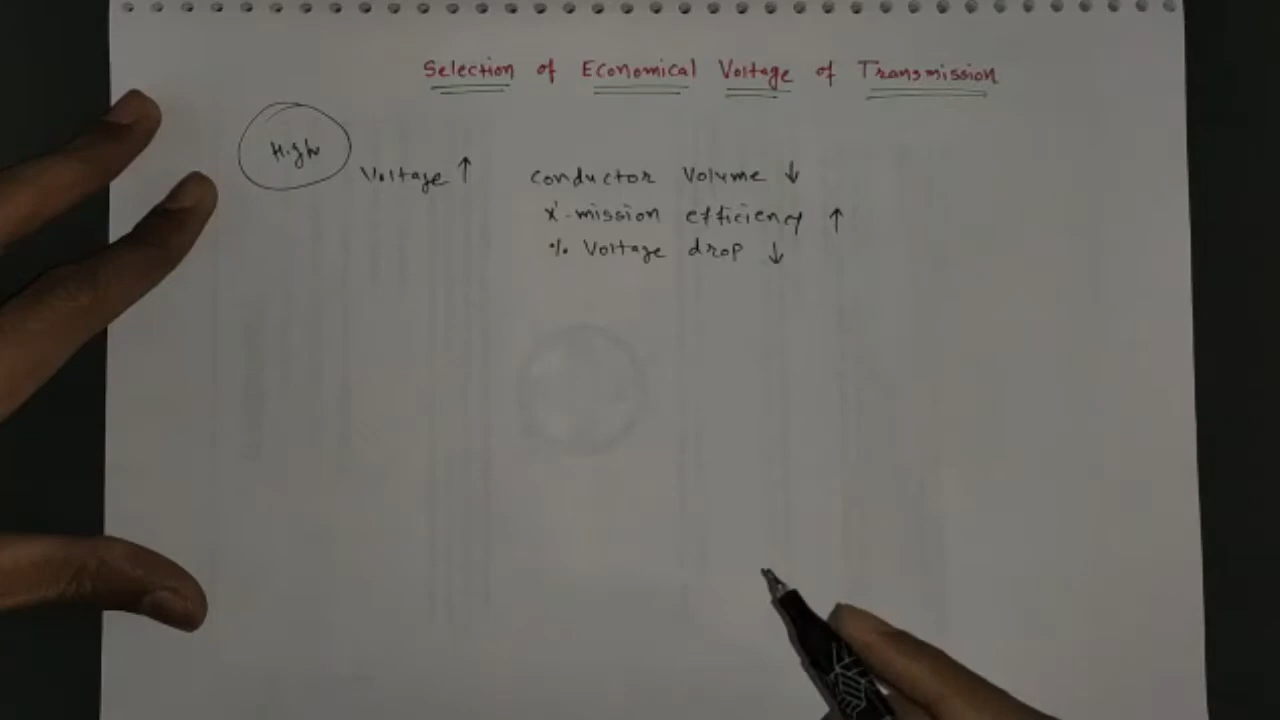 Selection of Economical Voltage of Transmission
High
Voltage ↑ Conductor Volume ↓
x'-mission efficiency ↑
% Voltage drop ↓